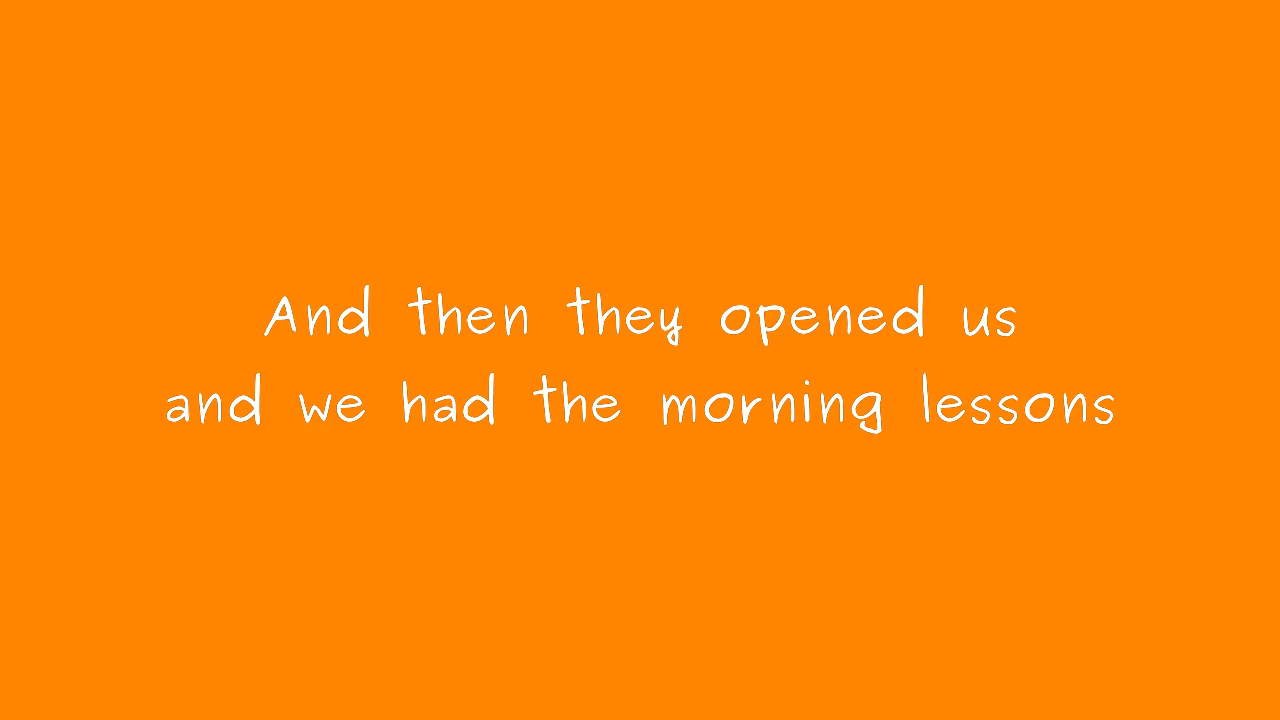 And then they opened us
and we had the morning lessons